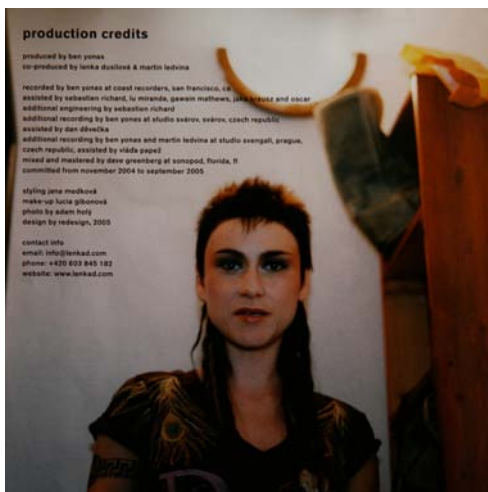 production credits
produced by ben yonas
co-produced by lenka dusilová & martin ledvina
recorded by ben yonas at coast recorders, san francisco, ca
assisted by sebastien richard, lu miranda, gawain mathews, jake krausz and oscar
additional engineering by sebastien richard
additional recording by ben yonas at studio svárov, svárov, czech republic
assisted by dan děvečka
additional recording by ben yonas and martin ledvina at studio svengali, prague,
czech republic, assisted by vláďa papež
mixed and mastered by dave greenberg at sonopod, florida, fl
committed from november 2004 to september 2005
styling jana medková
make-up lucia gibonová
photo by adam holý
design by redesign, 2005
contact info
email: info@lenkad.com
phone: +420 603 845 182
website: www.lenkad.com